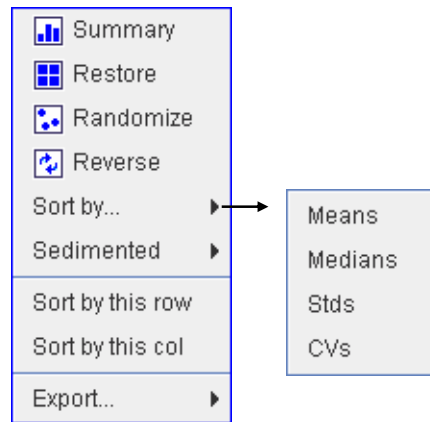 Summary
Restore
Randomize
Reverse
Sort by...
Sedimented
Sort by this row
Sort by this col
Export...
Means
Medians
Stds
CVs